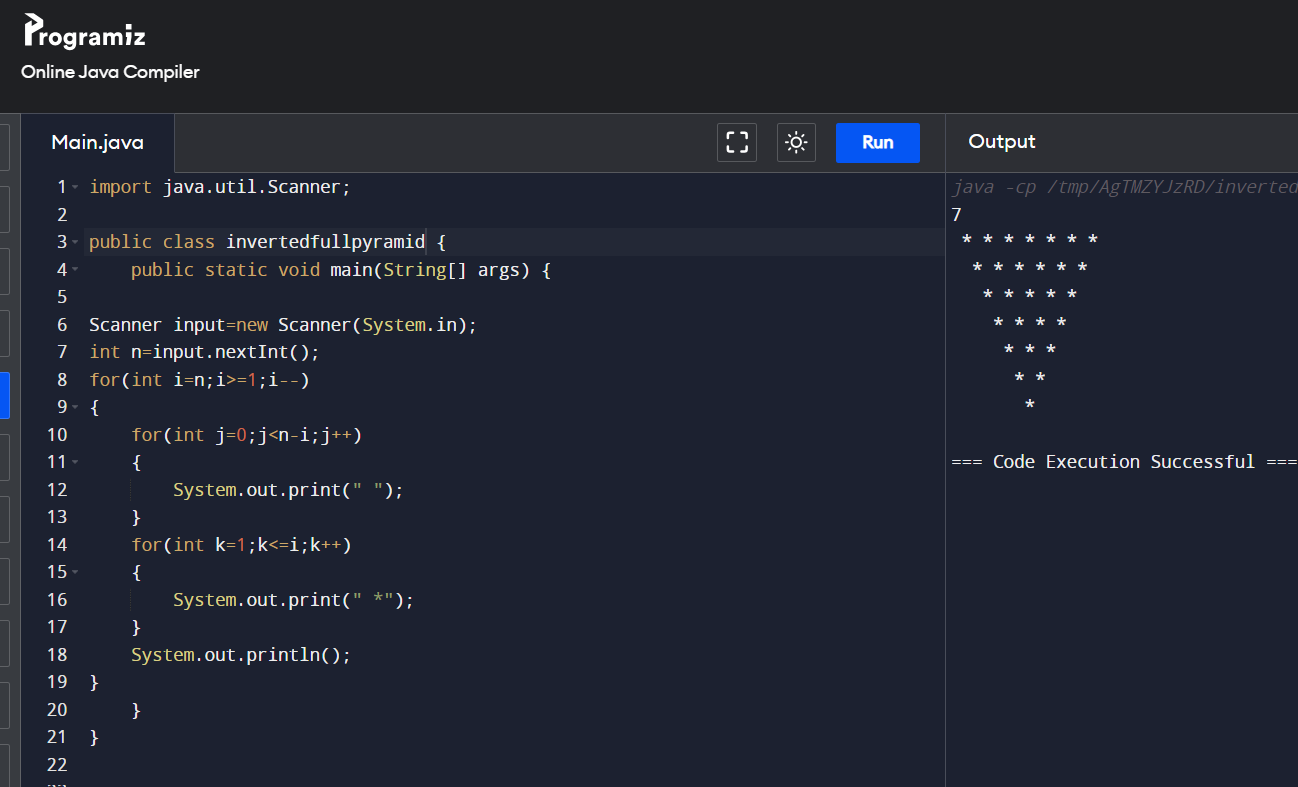 Programiz
Online Java Compiler
Main.java
Run
Output
1 import java.util.Scanner;
2
3 public class invertedfullpyramid {
4     public static void main(String[] args) {
5
6 Scanner input=new Scanner(System.in);
7 int n=input.nextInt();
8 for(int i=n;i>=1;i--)
9 {
10     for(int j=0;j<n-i;j++)
11     {
12         System.out.print(" ");
13     }
14     for(int k=1;k<=i;k++)
15     {
16         System.out.print(" *");
17     }
18     System.out.println();
19 }
20     }
21 }
22
java -cp /tmp/AgTMZYJzRD/inverted
7
 * * * * * * *
  * * * * * *
   * * * * *
    * * * *
     * * *
      * *
       *
=== Code Execution Successful ===